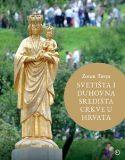 Zoran Turza
SVETIŠTA I
DUHOVNA
SREDIŠTA
CRKVE U
HRVATA